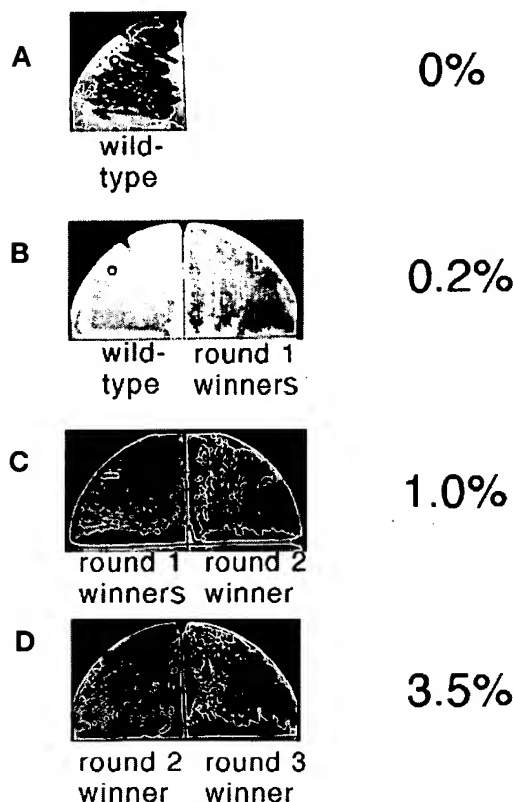 A
0%
wild-
type
B
0.2%
wild-
type
round 1
winners
C
1.0%
round 1
winners
round 2
winner
D
3.5%
round 2
winner
round 3
winner